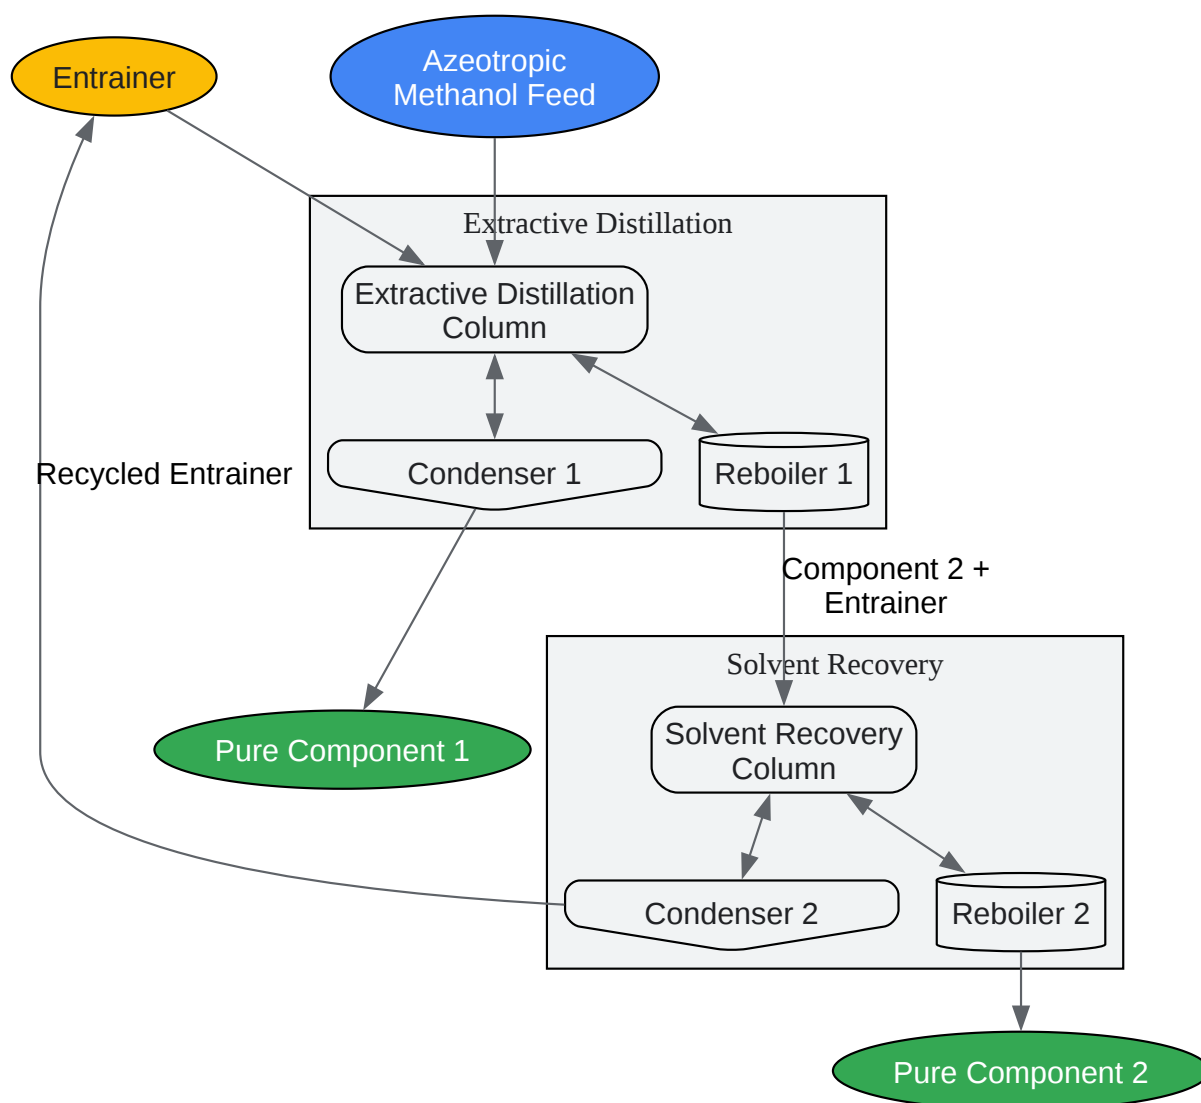 Entrainer
Azeotropic
Methanol Feed
Extractive Distillation
Extractive Distillation
Column
Recycled Entrainer
Condenser 1
Reboiler 1
Component 2 +
Entrainer
Solvent Recovery
Pure Component 1
Solvent Recovery
Column
Condenser 2
Reboiler 2
Pure Component 2